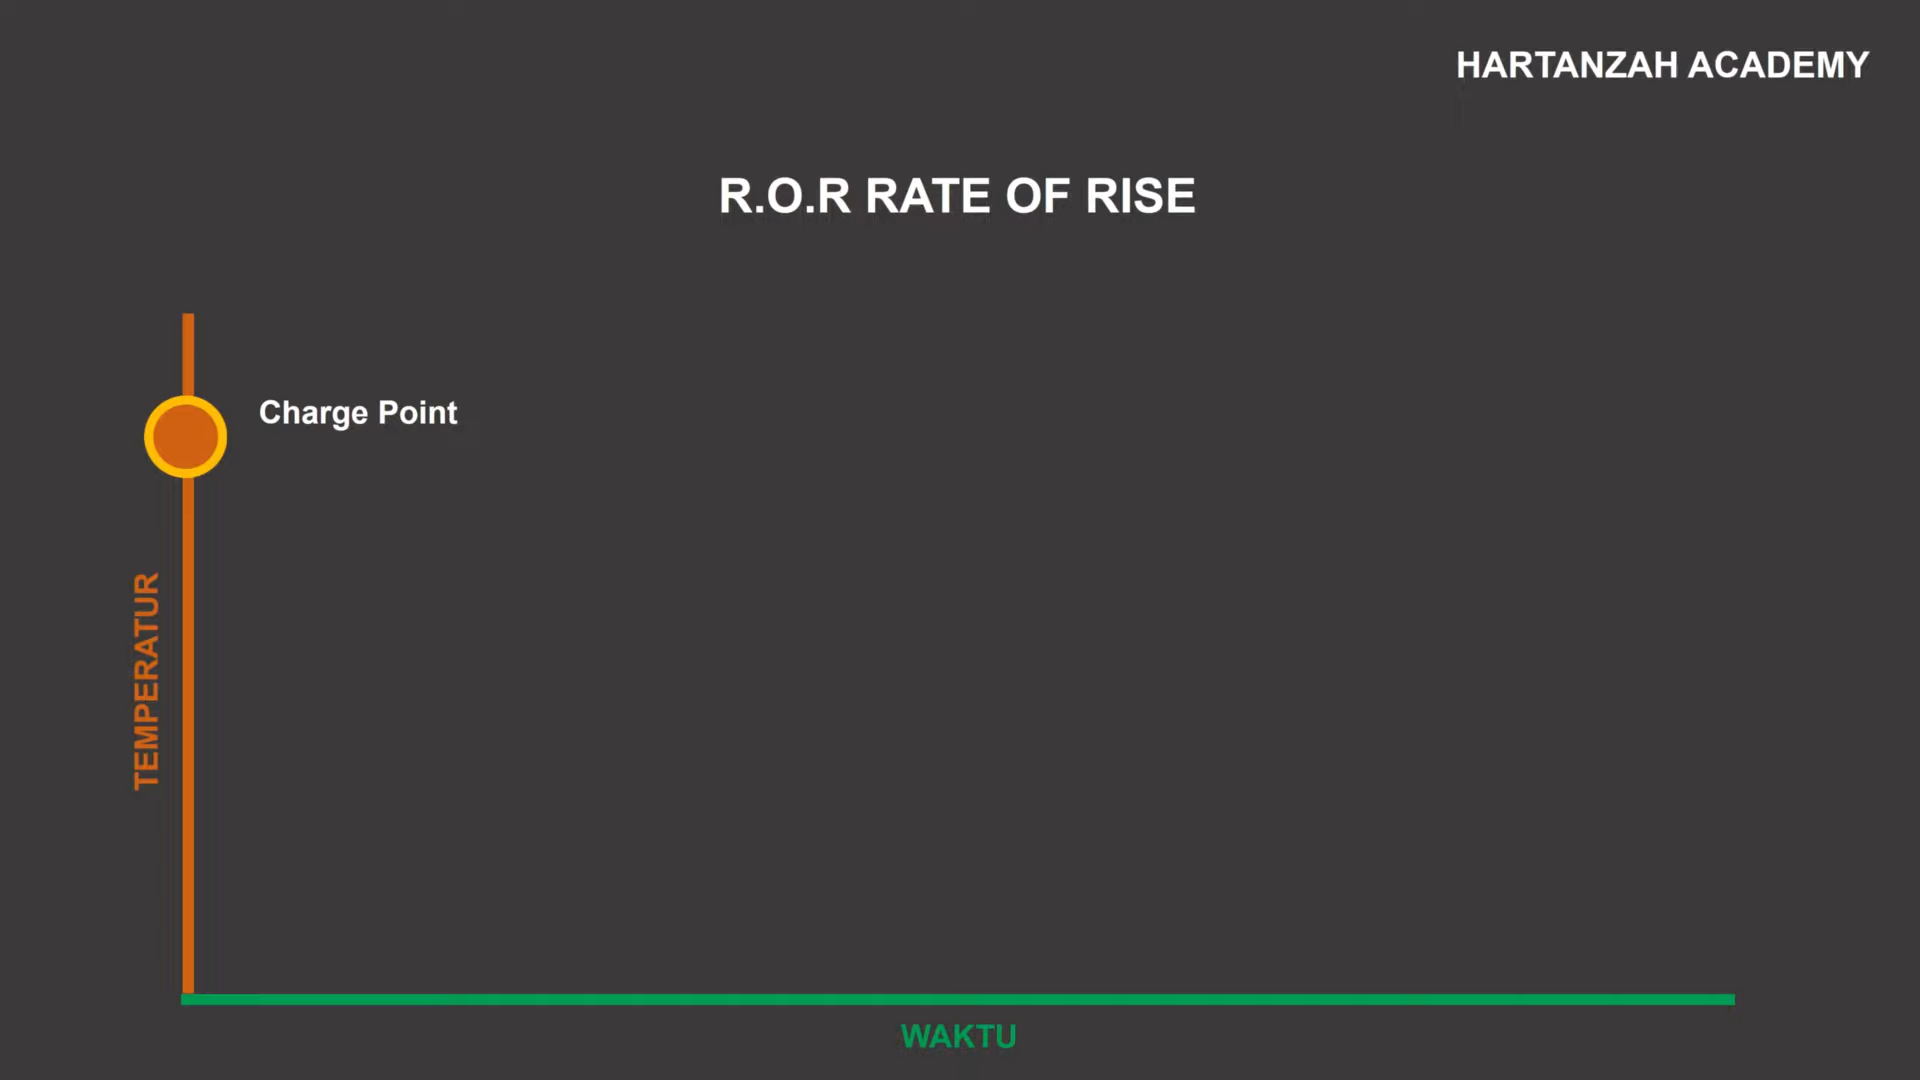 HARTANZAH ACADEMY
R.O.R RATE OF RISE
Charge Point
TEMPERATUR
WAKTU